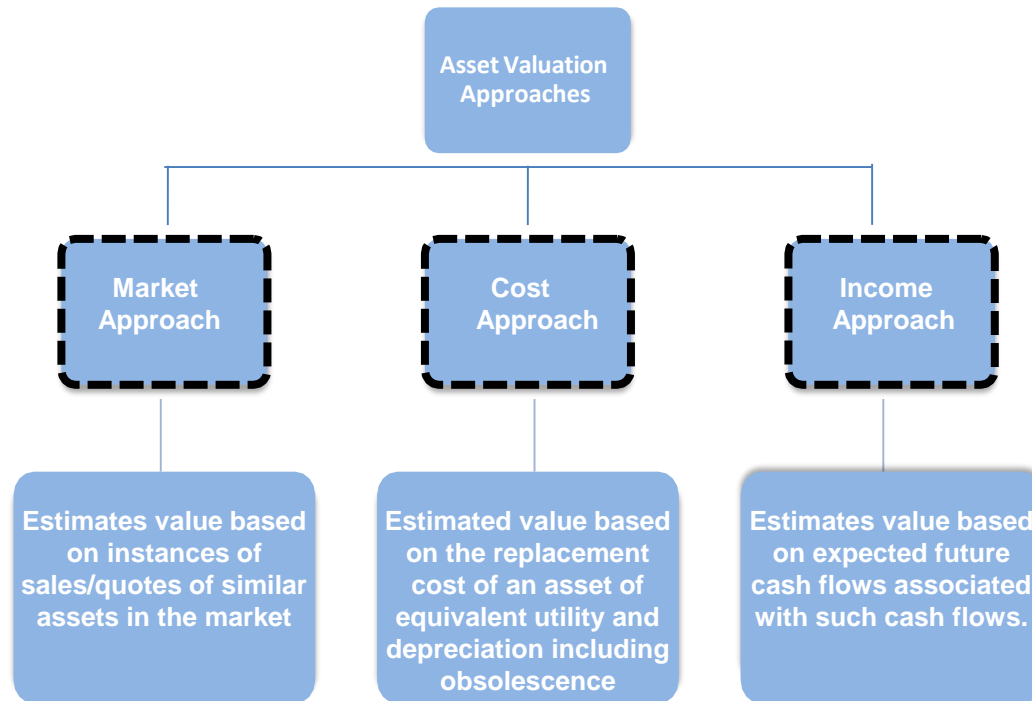 Asset Valuation
Approaches
Market
Approach
Cost
Approach
Income
Approach
Estimates value based
on instances of
sales/quotes of similar
assets in the market
Estimated value based
on the replacement
cost of an asset of
equivalent utility and
depreciation including
obsolescence
Estimates value based
on expected future
cash flows associated
with such cash flows.